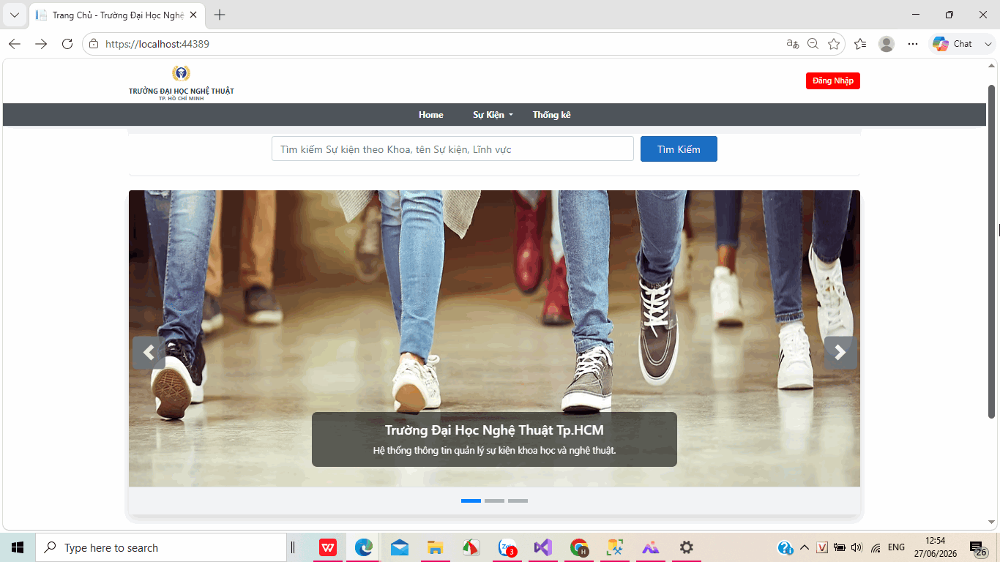 Trang Chủ - Trường Đại Học Nghệ
https://localhost:44389
Chat
TRƯỜNG ĐẠI HỌC NGHỆ THUẬT
TP. HỒ CHÍ MINH
Đăng Nhập
Home Sự Kiện Thống kê
Tìm kiếm Sự kiện theo Khoa, tên Sự kiện, Lĩnh vực
Tìm Kiếm
Trường Đại Học Nghệ Thuật Tp.HCM
Hệ thống thông tin quản lý sự kiện khoa học và nghệ thuật.
Type here to search
3
H
V
ENG
12:54
27/06/2026
26